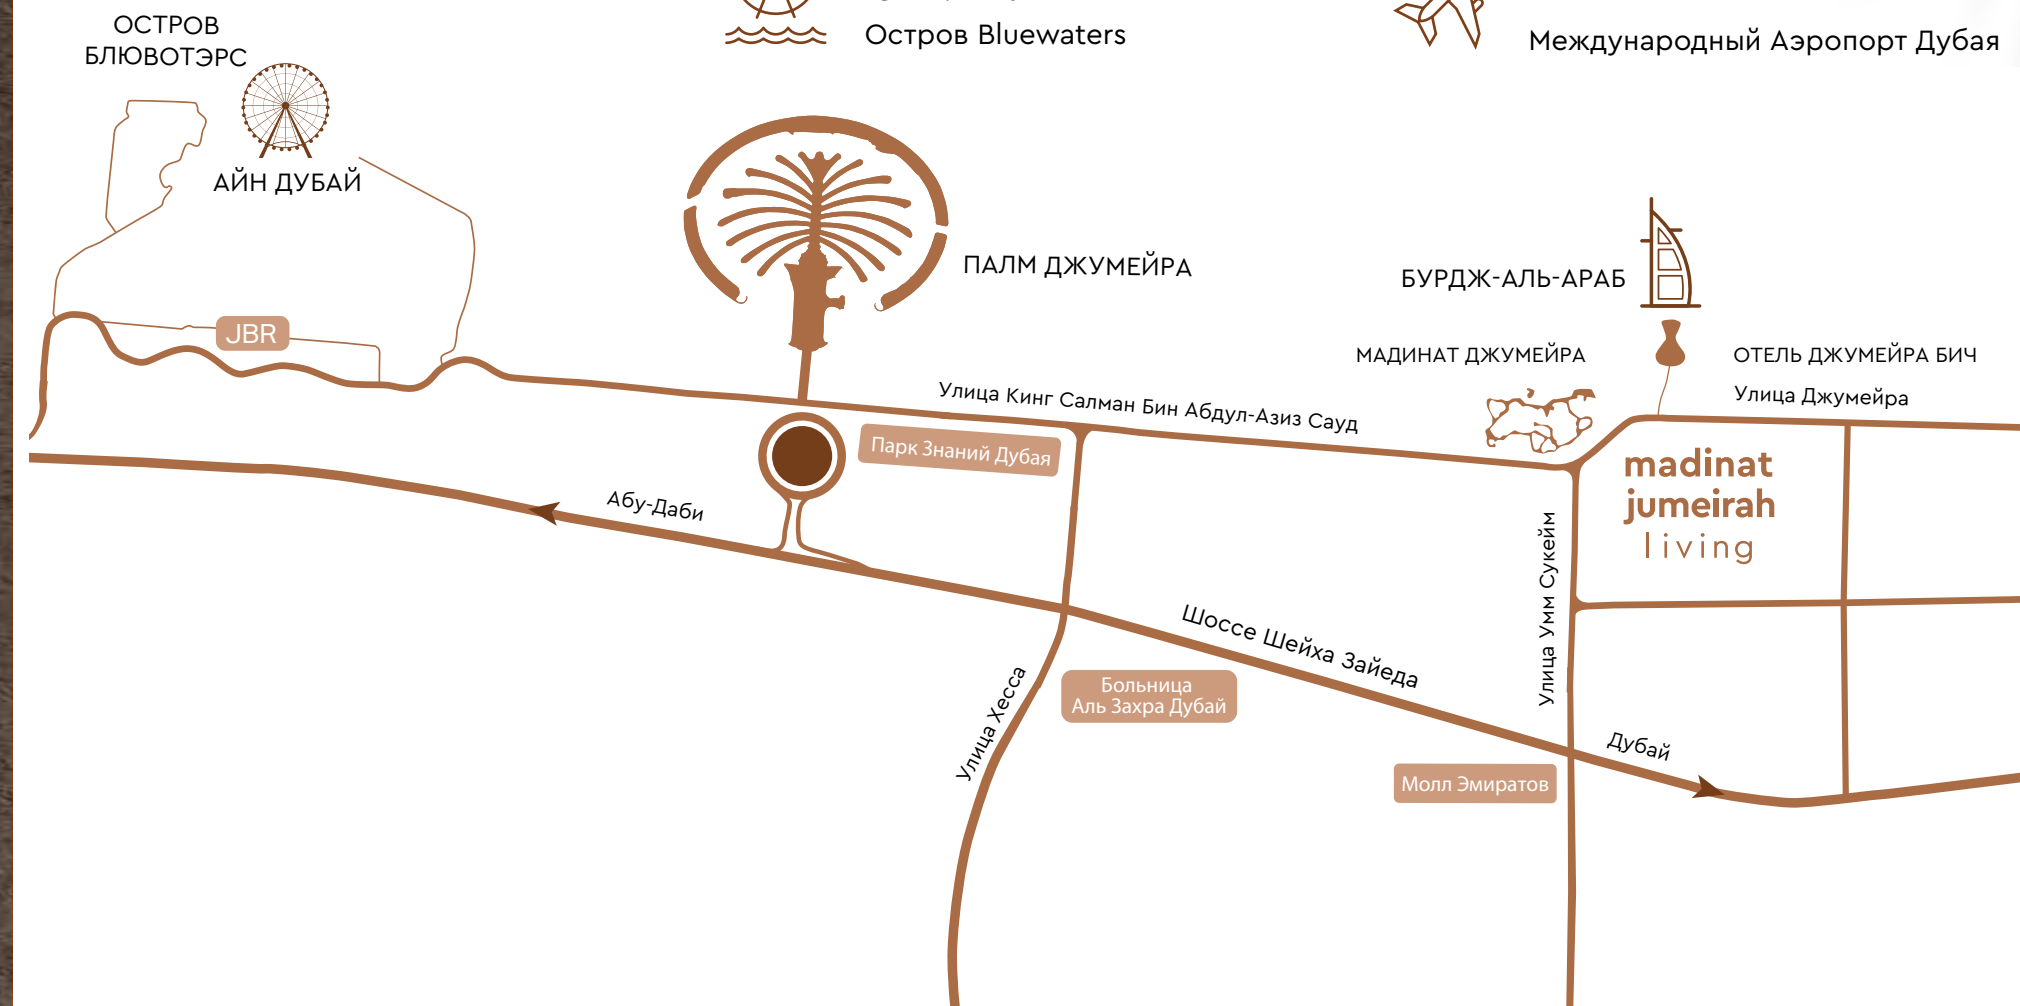 ОСТРОВ
БЛЮВОТЭРС
Остров Bluewaters
Международный Аэропорт Дубая
АЙН ДУБАЙ
ПАЛМ ДЖУМЕЙРА
БУРДЖ-АЛЬ-АРАБ
JBR
МАДИНАТ ДЖУМЕЙРА
ОТЕЛЬ ДЖУМЕЙРА БИЧ
Улица Джумейра
Улица Кинг Салман Бин Абдул-Азиз Сауд
Парк Знаний Дубая
madinat
jumeirah
living
Абу-Даби
Улица Умм Сукейм
Шоссе Шейха Зайеда
Улица Хесса
Больница
Аль Захра Дубай
Дубай
Молл Эмиратов